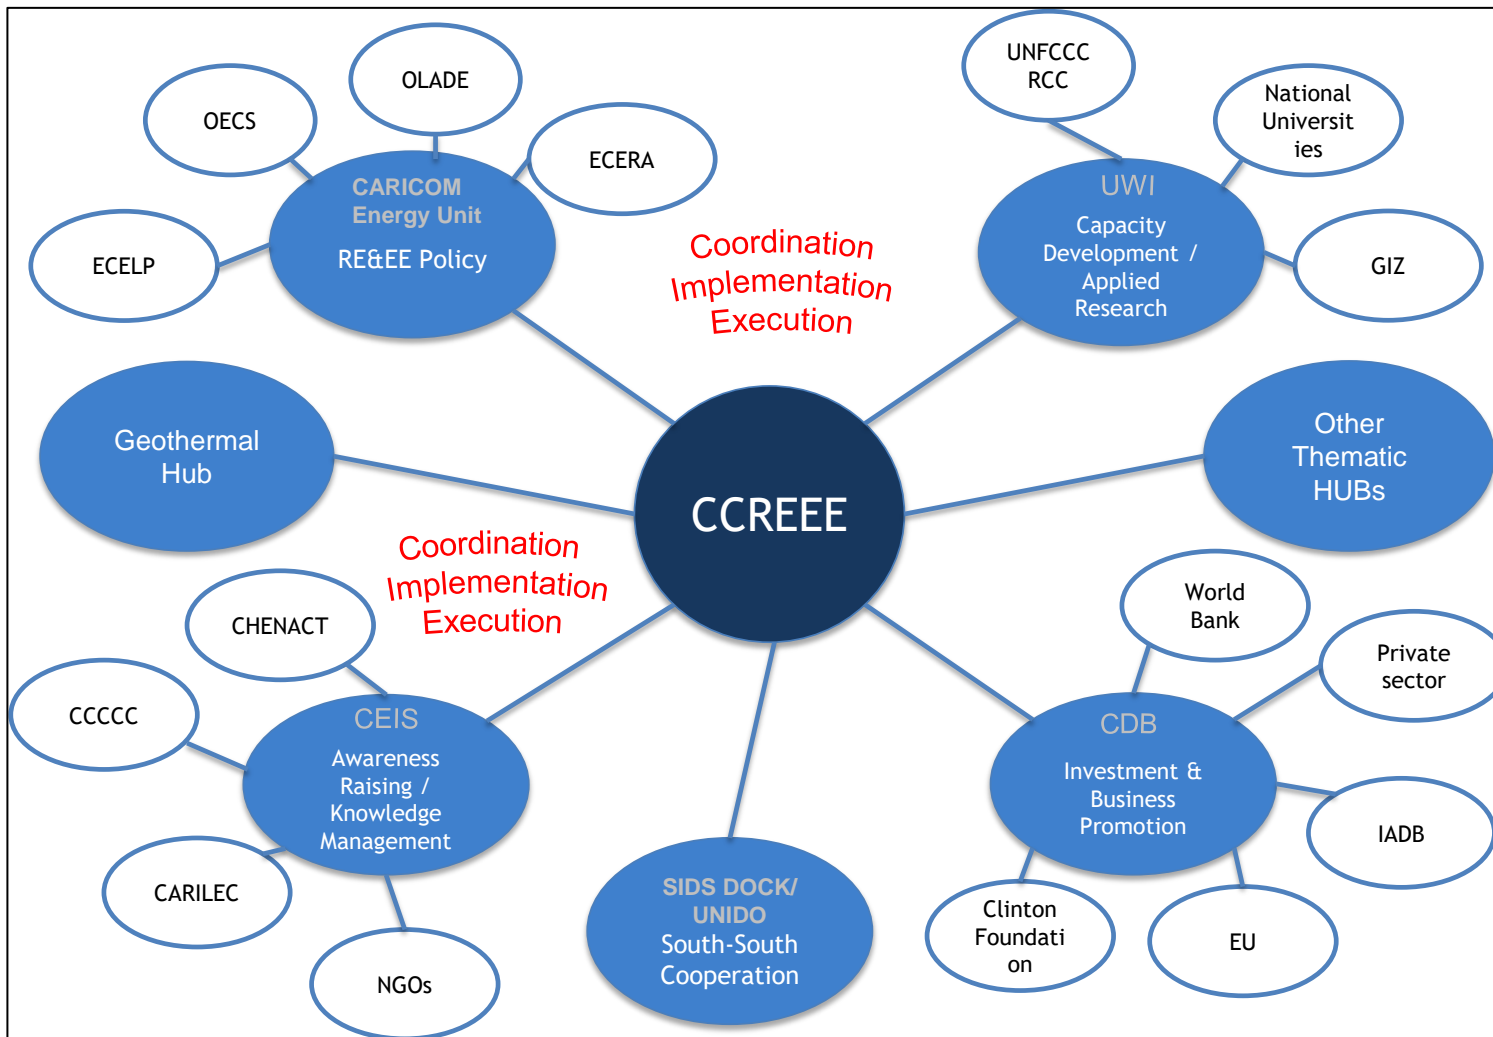 OECS
OLADE
ECERA
ECELP
CARICOM
Energy Unit
RE&EE Policy
UNFCCC
RCC
National
Universit
ies
GIZ
UWI
Capacity
Development /
Applied
Research
Coordination
Implementation
Execution
Geothermal
Hub
CCREEE
Other
Thematic
HUBs
Coordination
Implementation
Execution
CHENACT
CCCCC
CEIS
Awareness
Raising /
Knowledge
Management
CARILEC
NGOs
SIDS DOCK/
UNIDO
South-South
Cooperation
World
Bank
Private
sector
CDB
Investment &
Business
Promotion
IADB
Clinton
Foundati
on
EU